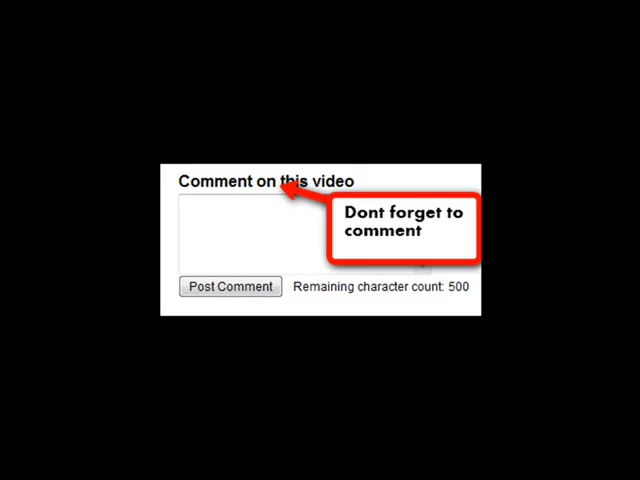 Comment on this video
Dont forget to
comment
Post Comment
Remaining character count: 500